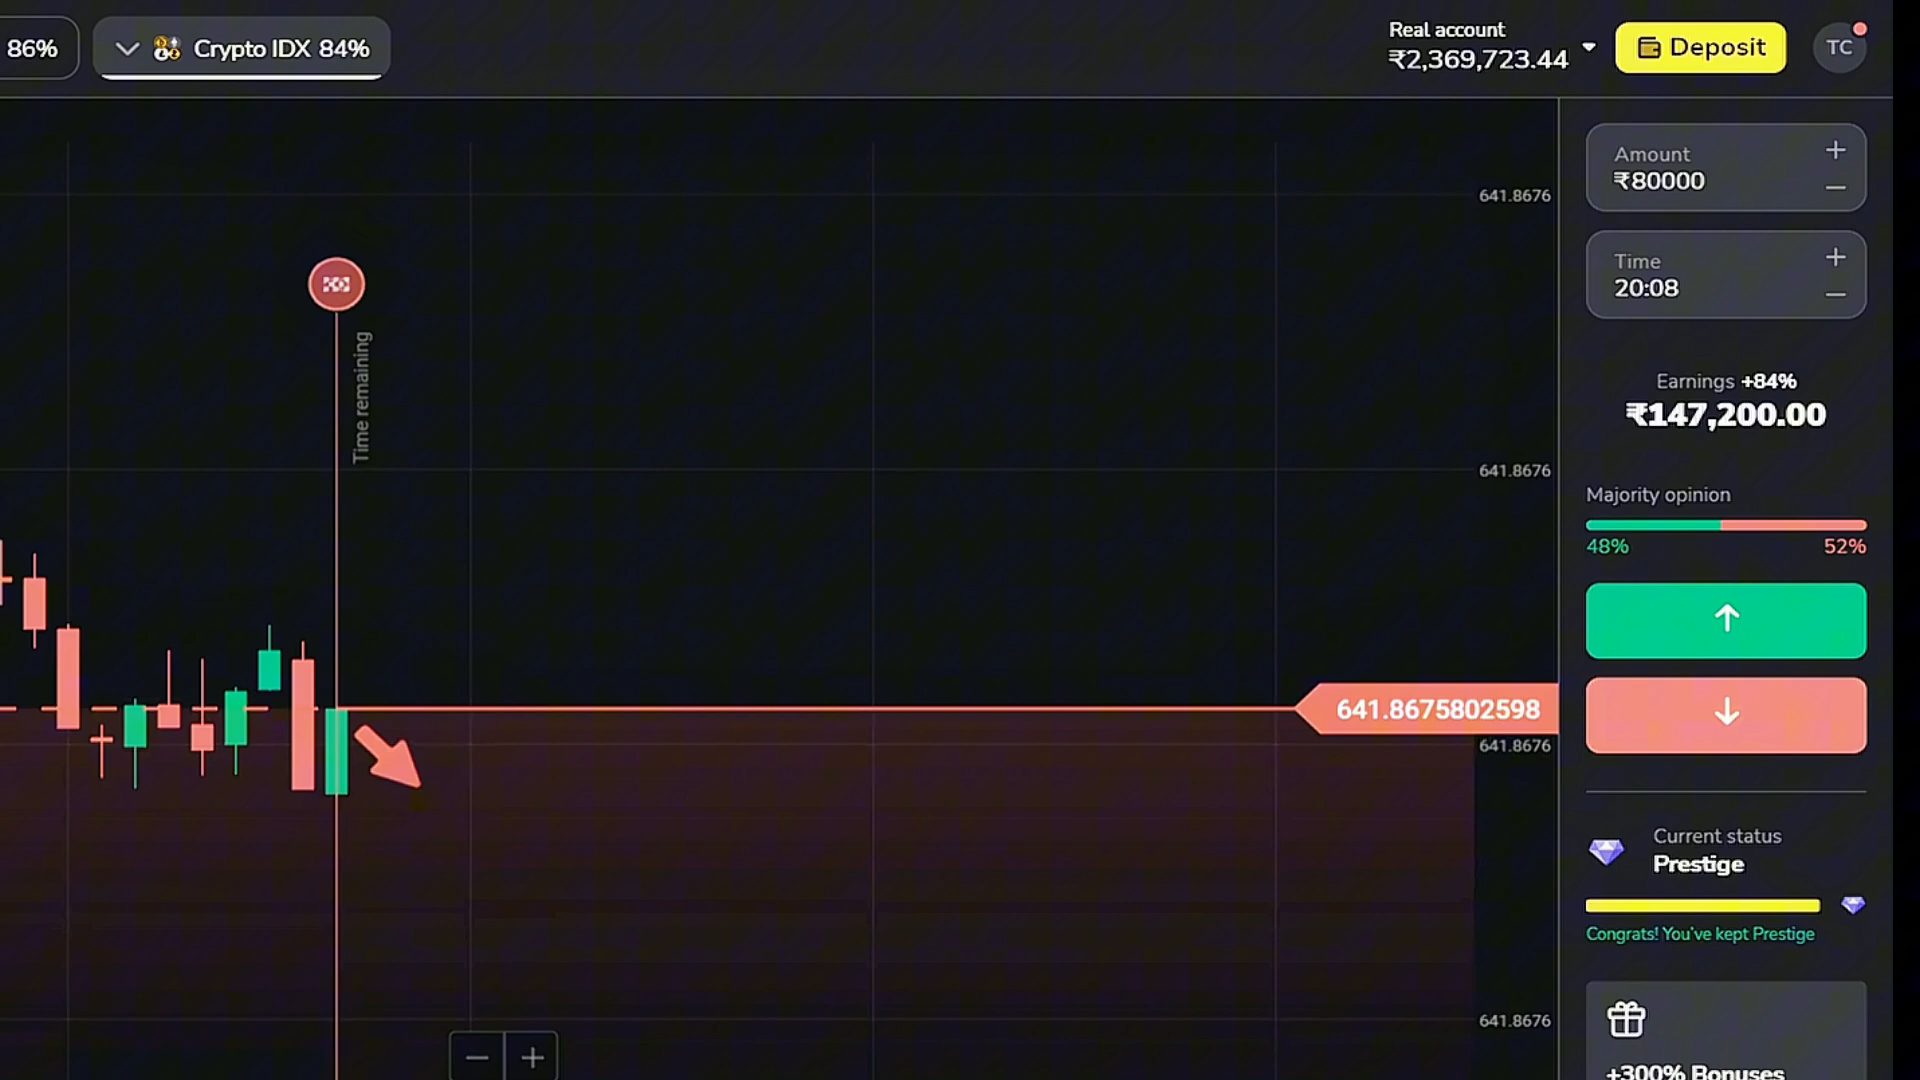 86%
Crypto IDX 84%
Real account
₹2,369,723.44
Deposit
TC
Amount
₹80000
Time
20:08
Earnings +84%
₹147,200.00
Majority opinion
48%
52%
Current status
Prestige
Congrats! You've kept Prestige
+300% Bonuses
Time remaining
641.8676
641.8676
641.8675802598
641.8676
641.8676